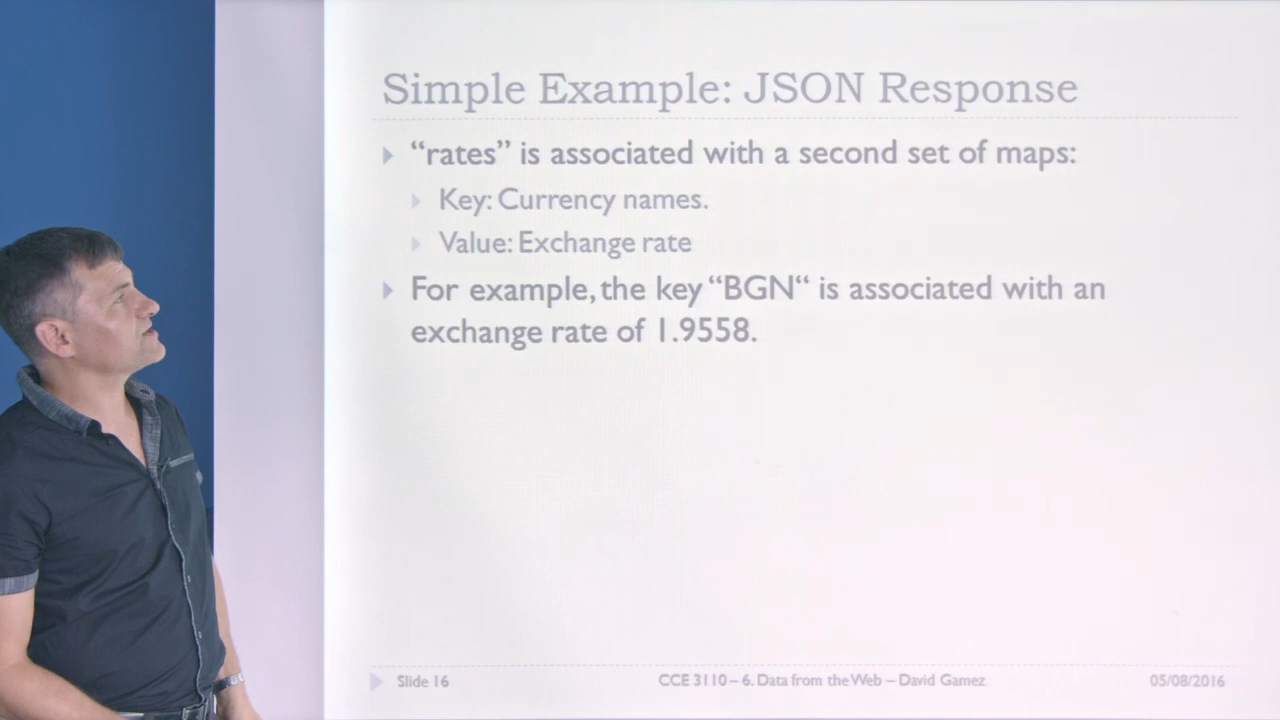 Simple Example: JSON Response
“rates” is associated with a second set of maps:
Key: Currency names.
Value: Exchange rate
For example, the key “BGN“ is associated with an
exchange rate of 1.9558.
Slide 16
CCE 3110 – 6. Data from the Web – David Gamez
05/08/2016